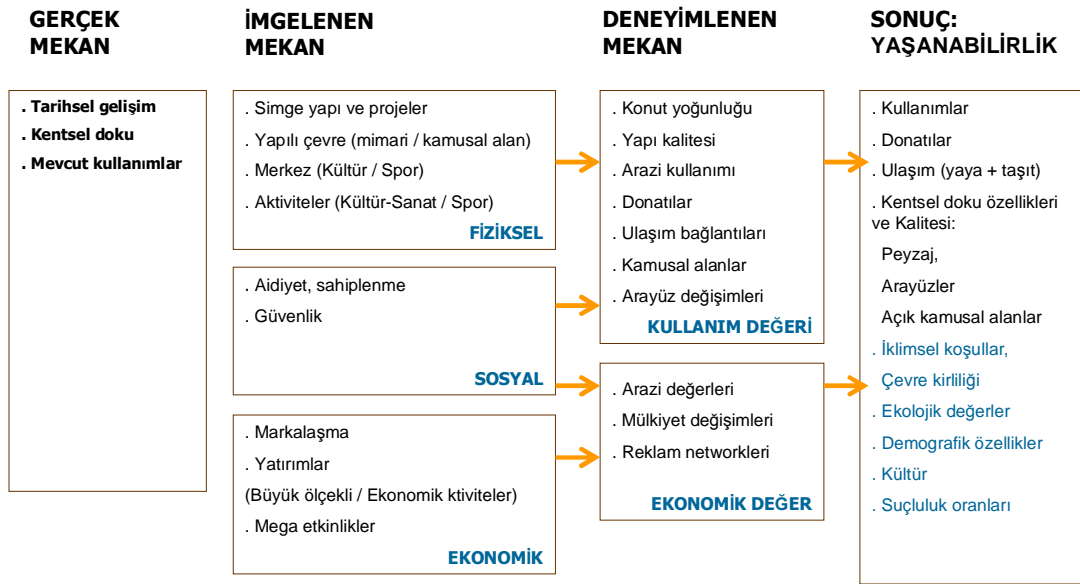 GERÇEK
MEKAN
. Tarihsel gelişim
. Kentsel doku
. Mevcut kullanımlar
İMGELENEN
MEKAN
. Simge yapı ve projeler
. Yapılı çevre (mimari / kamusal alan)
. Merkez (Kültür / Spor)
. Aktiviteler (Kültür-Sanat / Spor)
FİZİKSEL
. Aidiyet, sahiplenme
. Güvenlik
SOSYAL
. Markalaşma
. Yatırımlar
(Büyük ölçekli / Ekonomik ktiviteler)
. Mega etkinlikler
EKONOMİK
DENEYİMLENEN
MEKAN
. Konut yoğunluğu
. Yapı kalitesi
. Arazi kullanımı
. Donatılar
. Ulaşım bağlantıları
. Kamusal alanlar
. Arayüz değişimleri
KULLANIM DEĞERİ
. Arazi değerleri
. Mülkiyet değişimleri
. Reklam networkleri
EKONOMİK DEĞER
SONUÇ:
YAŞANABİLİRLİK
. Kullanımlar
. Donatılar
. Ulaşım (yaya + taşıt)
. Kentsel doku özellikleri
ve Kalitesi:
Peyzaj,
Arayüzler
Açık kamusal alanlar
. İklimsel koşullar,
Çevre kirliliği
. Ekolojik değerler
. Demografik özellikler
. Kültür
. Suçluluk oranları